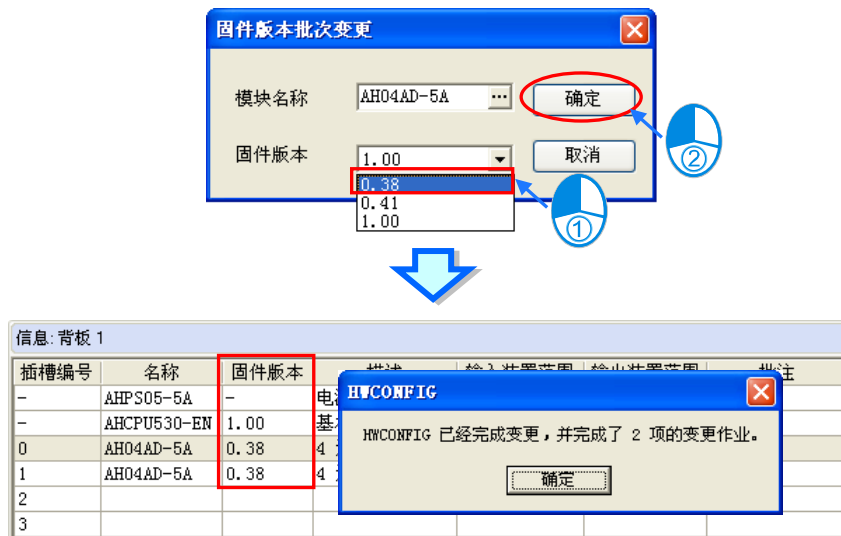 固件版本批次变更
模块名称 AH04AD-5A ... 确定
固件版本 1.00 取消
0.38
0.41
1.00
①
②
信息: 背板 1
插槽编号 名称 固件版本
- AHPS05-5A -
- AHCPU530-EN 1.00
0 AH04AD-5A 0.38 4
1 AH04AD-5A 0.38 4
2
3
HWCONFIG
HWCONFIG 已经完成变更，并完成了 2 项的变更作业。
确定